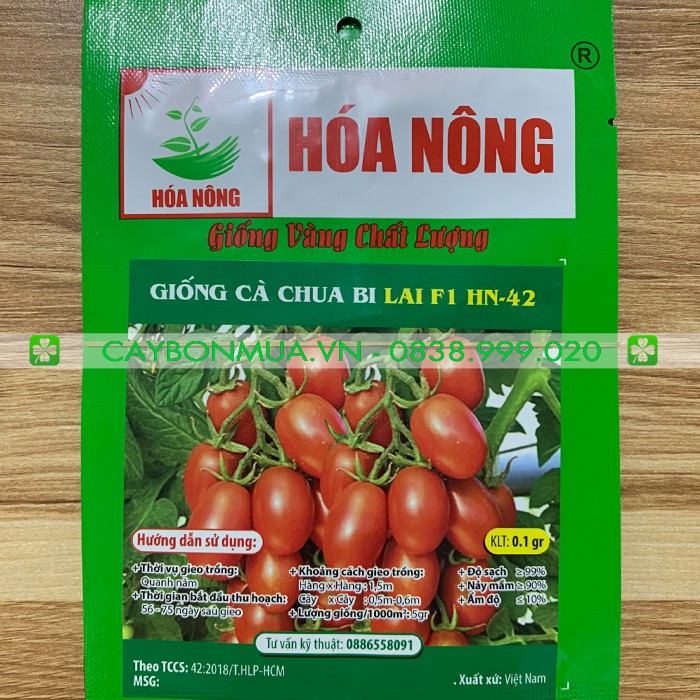 ®
HÓA NÔNG
HÓA NÔNG
Giống Vàng Chất Lượng
GIỐNG CÀ CHUA BI LAI F1 HN-42
CAYBONMUA.VN - 0838.999.020
Hướng dẫn sử dụng:
KLT: 0.1 gr
+ Thời vụ gieo trồng:
Quanh năm
+ Thời gian bắt đầu thu hoạch:
56 - 75 ngày sau gieo
+ Khoảng cách gieo trồng:
Hàng x Hàng : 1,5m
Cây x Cây : 0,5m-0,6m
+ Lượng giống/1000m²: 5gr
+ Độ sạch ≥ 99%
+ Nảy mầm ≥ 90%
+ Ẩm độ ≤ 10%
Tư vấn kỹ thuật: 0886558091
Theo TCCS: 42:2018/T.HLP-HCM
MSG:
. Xuất xứ: Việt Nam